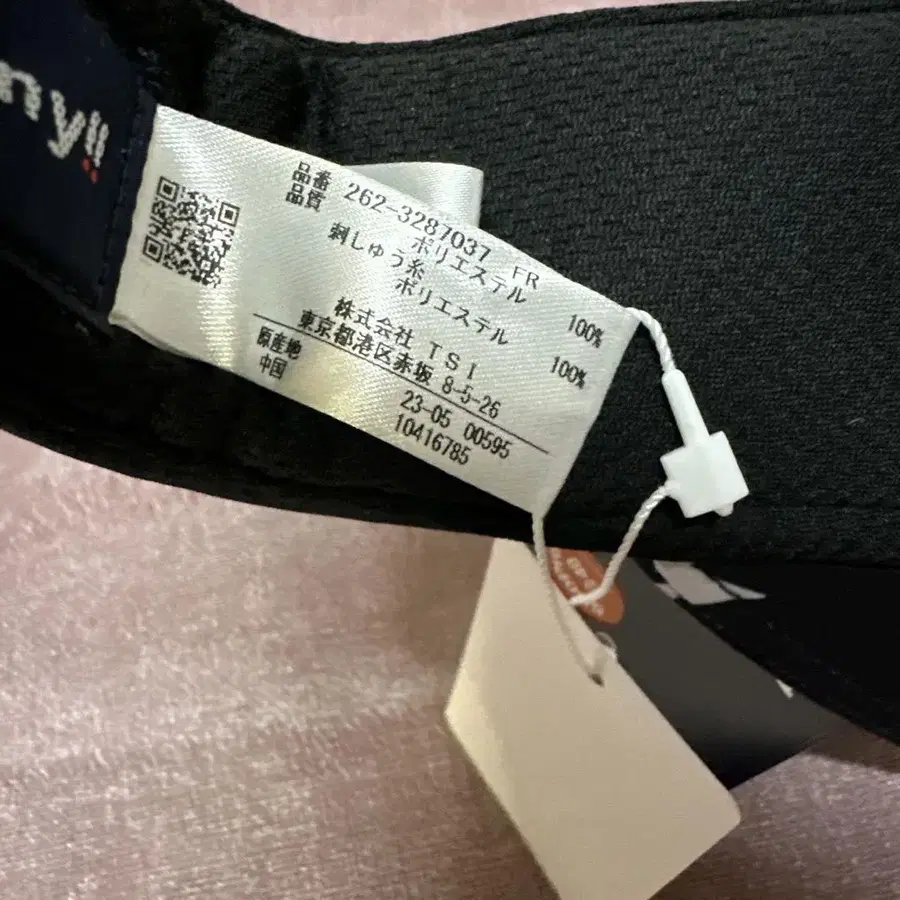 ny!!
品番 262-3287037 FR
品質 ポリエステル 100%
刺しゅう糸
ポリエステル 100%
株式会社 TSI
東京都港区赤坂 8-5-26
原産地
中国
23-05 00595
10416785